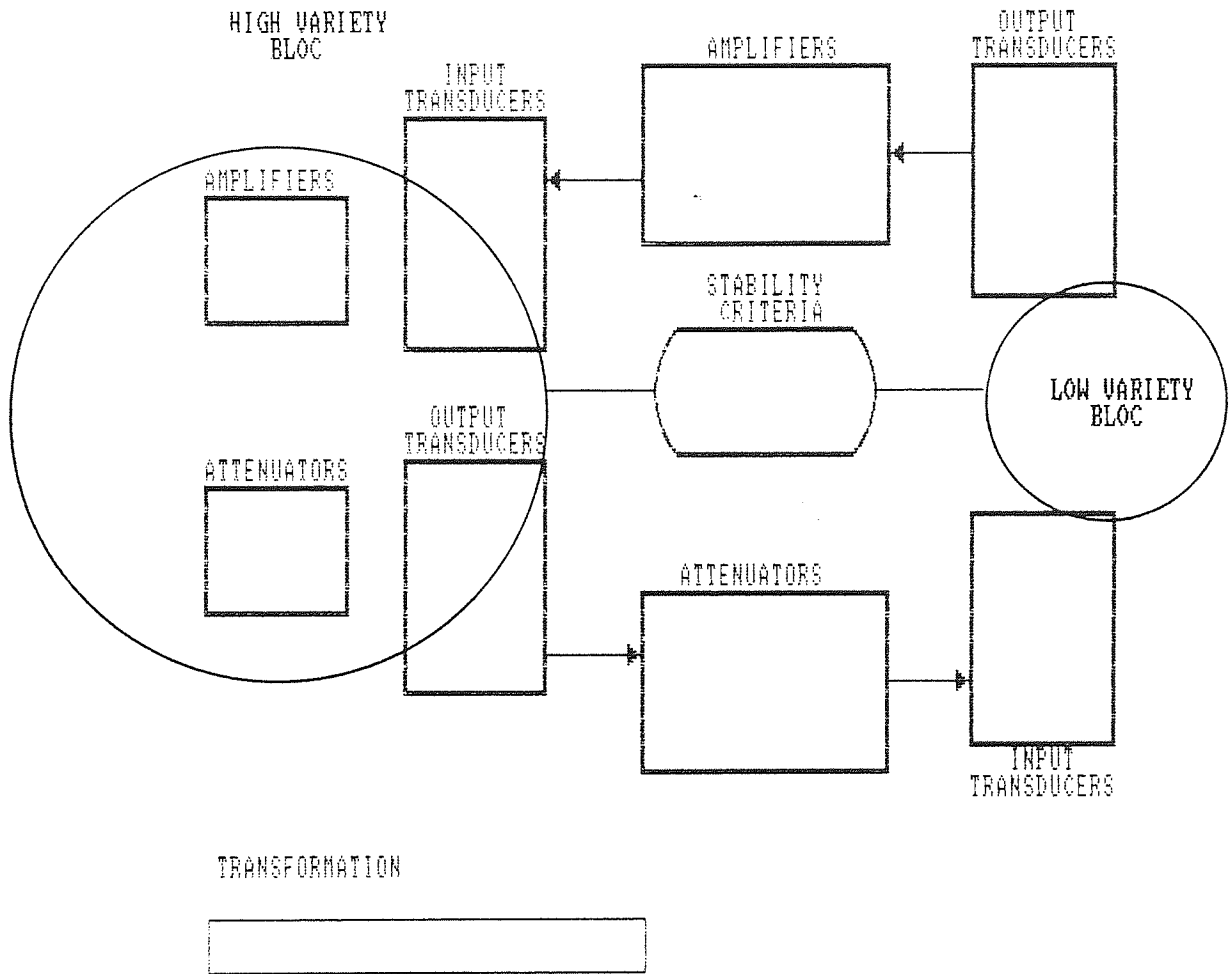 HIGH VARIETY
BLOC
OUTPUT
TRANSDUCERS
AMPLIFIERS
INPUT
TRANSDUCERS
AMPLIFIERS
STABILITY
CRITERIA
LOW VARIETY
BLOC
OUTPUT
TRANSDUCERS
ATTENUATORS
ATTENUATORS
INPUT
TRANSDUCERS
TRANSFORMATION